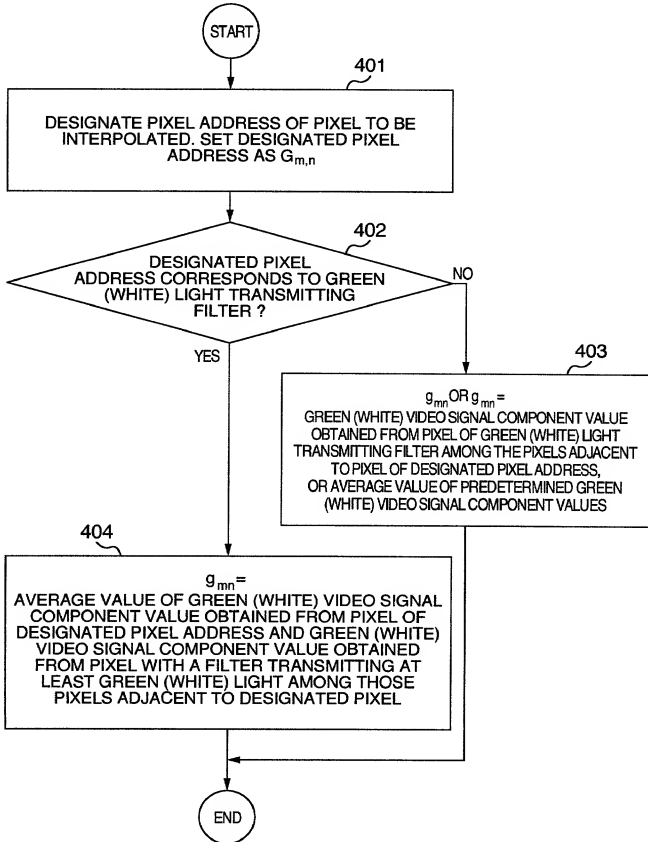 START
401
DESIGNATE PIXEL ADDRESS OF PIXEL TO BE
INTERPOLATED. SET DESIGNATED PIXEL
ADDRESS AS Gm,n
402
DESIGNATED PIXEL
ADDRESS CORRESPONDS TO GREEN
(WHITE) LIGHT TRANSMITTING
FILTER ?
NO
YES
403
gmn OR gmn=
GREEN (WHITE) VIDEO SIGNAL COMPONENT VALUE
OBTAINED FROM PIXEL OF GREEN (WHITE) LIGHT
TRANSMITTING FILTER AMONG THE PIXELS ADJACENT
TO PIXEL OF DESIGNATED PIXEL ADDRESS,
OR AVERAGE VALUE OF PREDETERMINED GREEN
(WHITE) VIDEO SIGNAL COMPONENT VALUES
404
gmn=
AVERAGE VALUE OF GREEN (WHITE) VIDEO SIGNAL
COMPONENT VALUE OBTAINED FROM PIXEL OF
DESIGNATED PIXEL ADDRESS AND GREEN (WHITE)
VIDEO SIGNAL COMPONENT VALUE OBTAINED
FROM PIXEL WITH A FILTER TRANSMITTING AT
LEAST GREEN (WHITE) LIGHT AMONG THOSE
PIXELS ADJACENT TO DESIGNATED PIXEL
END